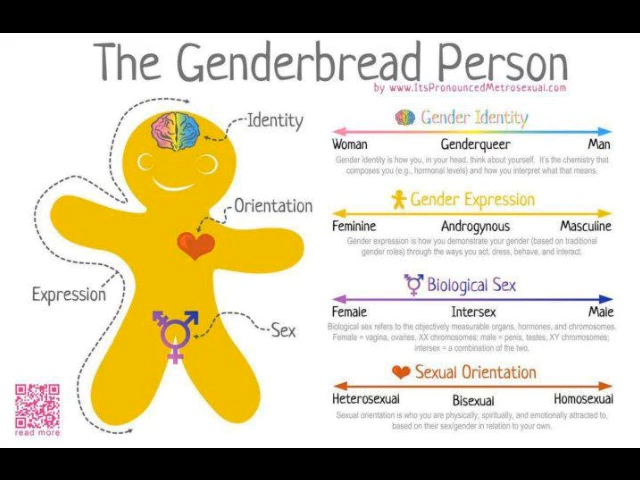 The Genderbread Person
by www.ItsPronouncedMetrosexual.com
Identity
Orientation
Expression
Sex
read more
Gender Identity
Woman Genderqueer Man
Gender identity is how you, in your head, think about yourself. It's the chemistry that
composes you (e.g., hormonal levels) and how you interpret what that means.
Gender Expression
Feminine Androgynous Masculine
Gender expression is how you demonstrate your gender (based on traditional
gender roles) through the ways you act, dress, behave, and interact.
Biological Sex
Female Intersex Male
Biological sex refers to the objectively measurable organs, hormones, and chromosomes.
Female = vagina, ovaries, XX chromosomes; male = penis, testes, XY chromosomes;
intersex = a combination of the two.
Sexual Orientation
Heterosexual Bisexual Homosexual
Sexual orientation is who you are physically, spiritually, and emotionally attracted to,
based on their sex/gender in relation to your own.